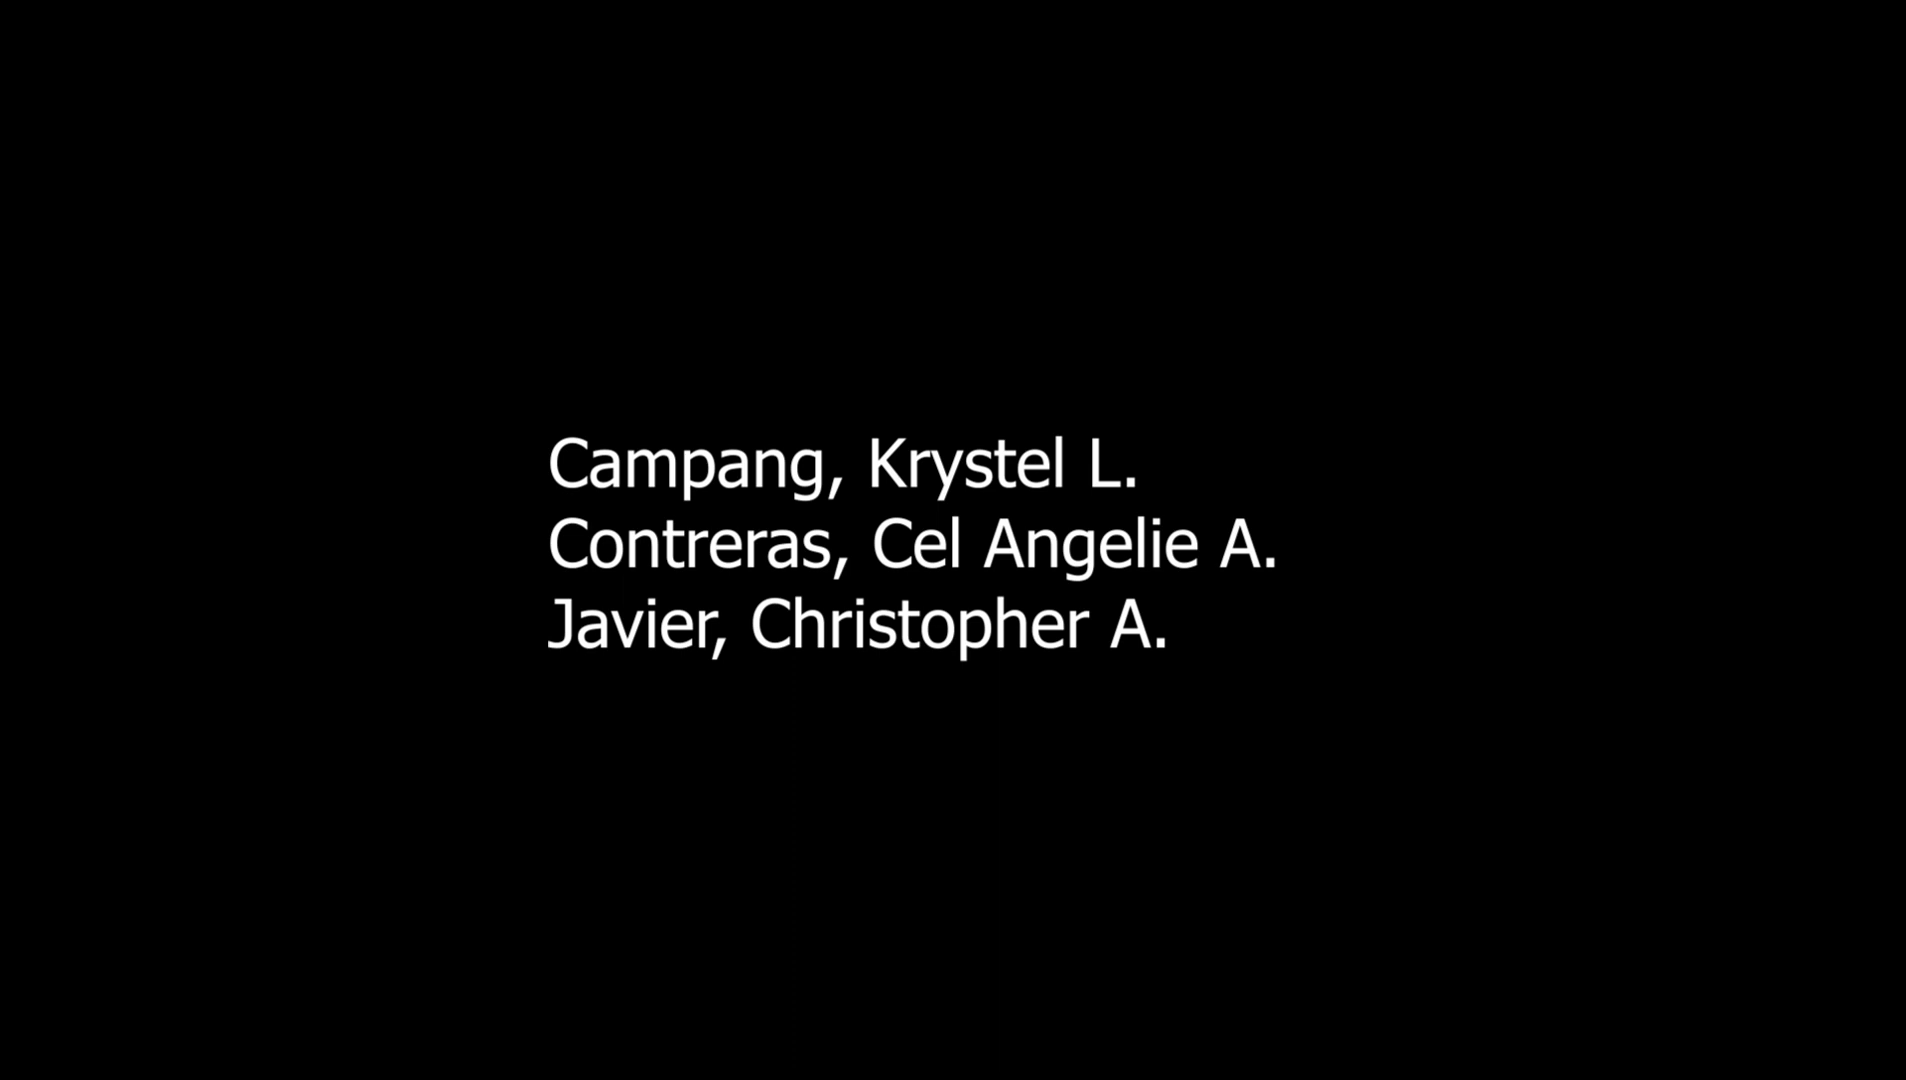 Campang, Krystel L.
Contreras, Cel Angelie A.
Javier, Christopher A.